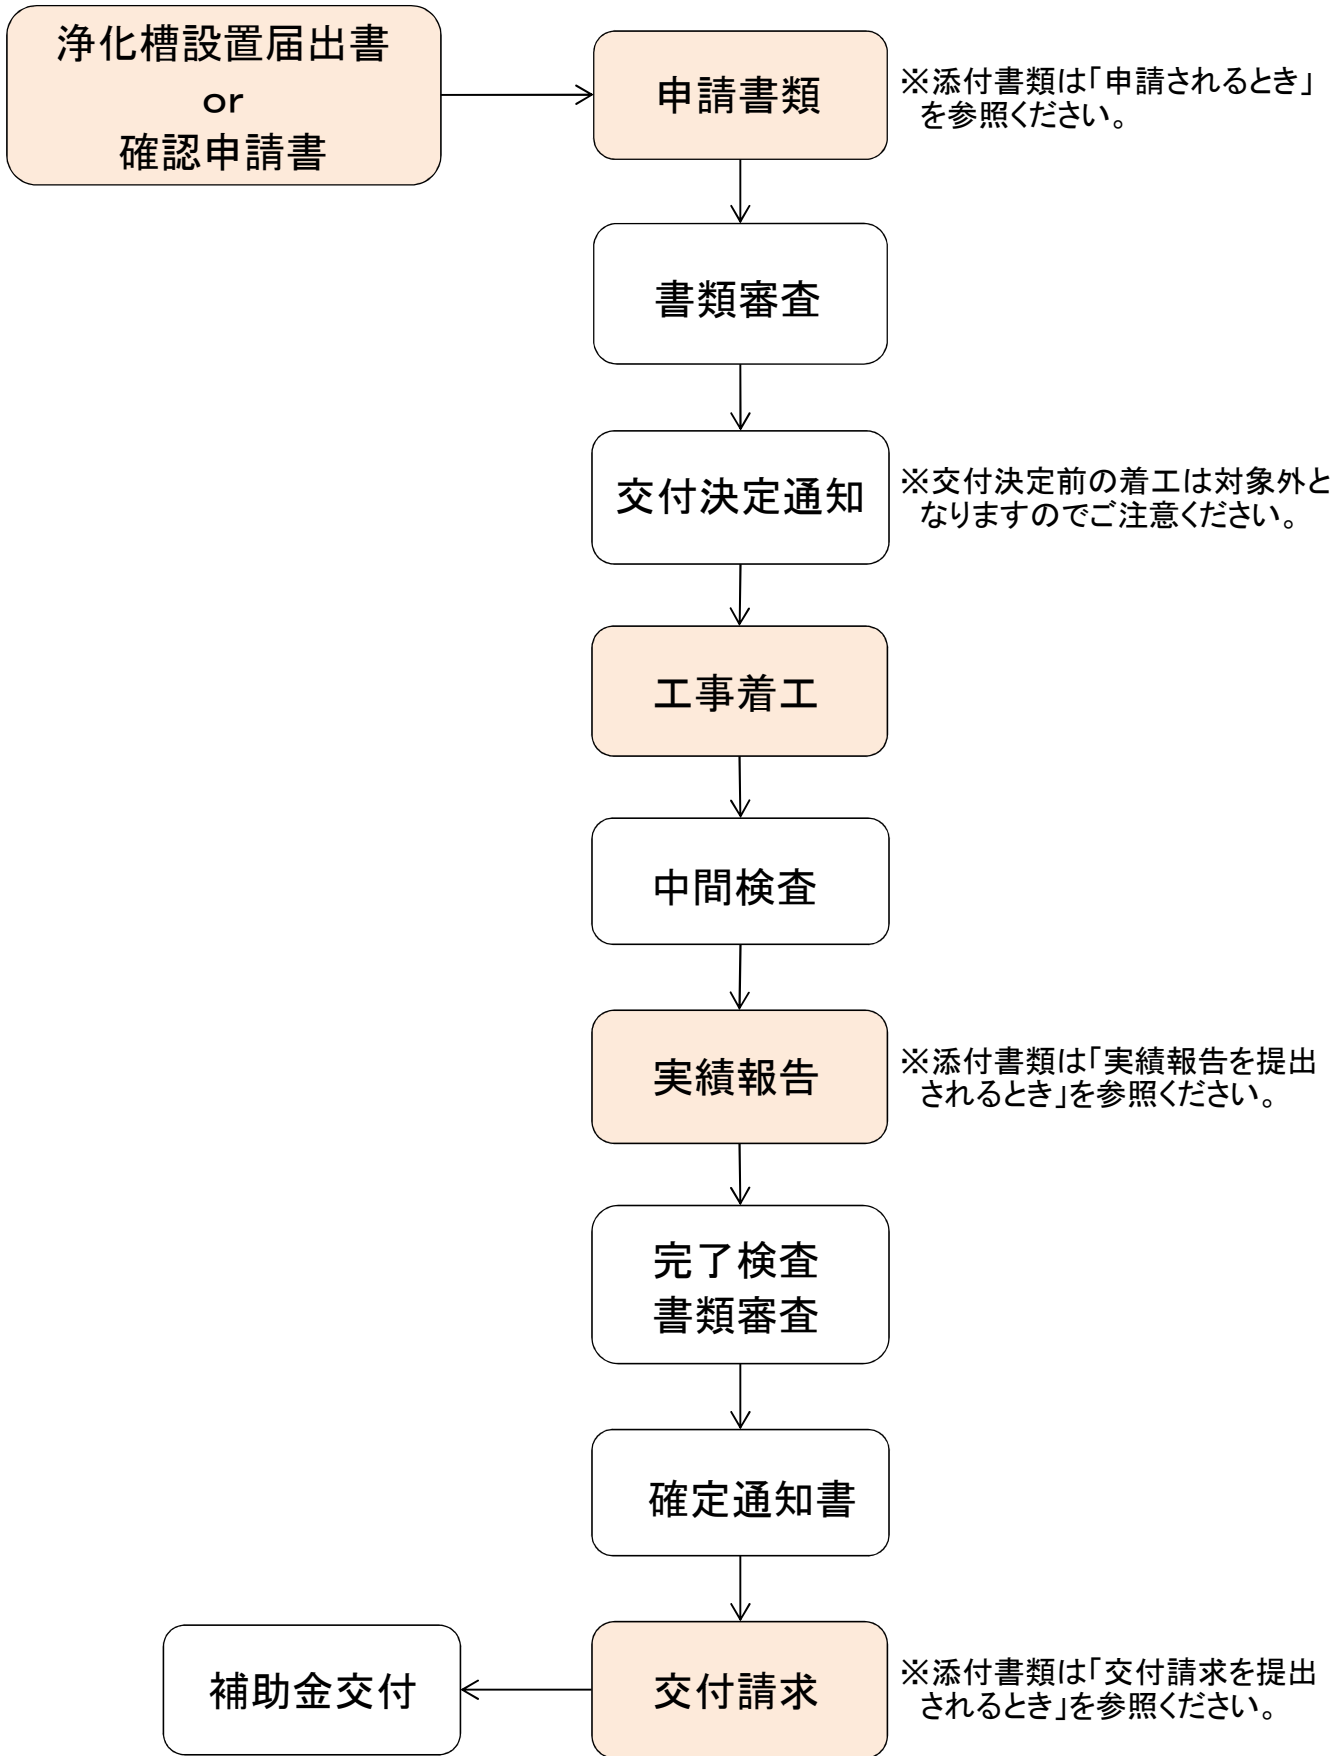 浄化槽設置届出書
or
確認申請書
申請書類
※添付書類は「申請されるとき」
を参照ください。
書類審査
交付決定通知
※交付決定前の着工は対象外と
なりますのでご注意ください。
工事着工
中間検査
実績報告
※添付書類は「実績報告を提出
されるとき」を参照ください。
完了検査
書類審査
確定通知書
補助金交付
交付請求
※添付書類は「交付請求を提出
されるとき」を参照ください。